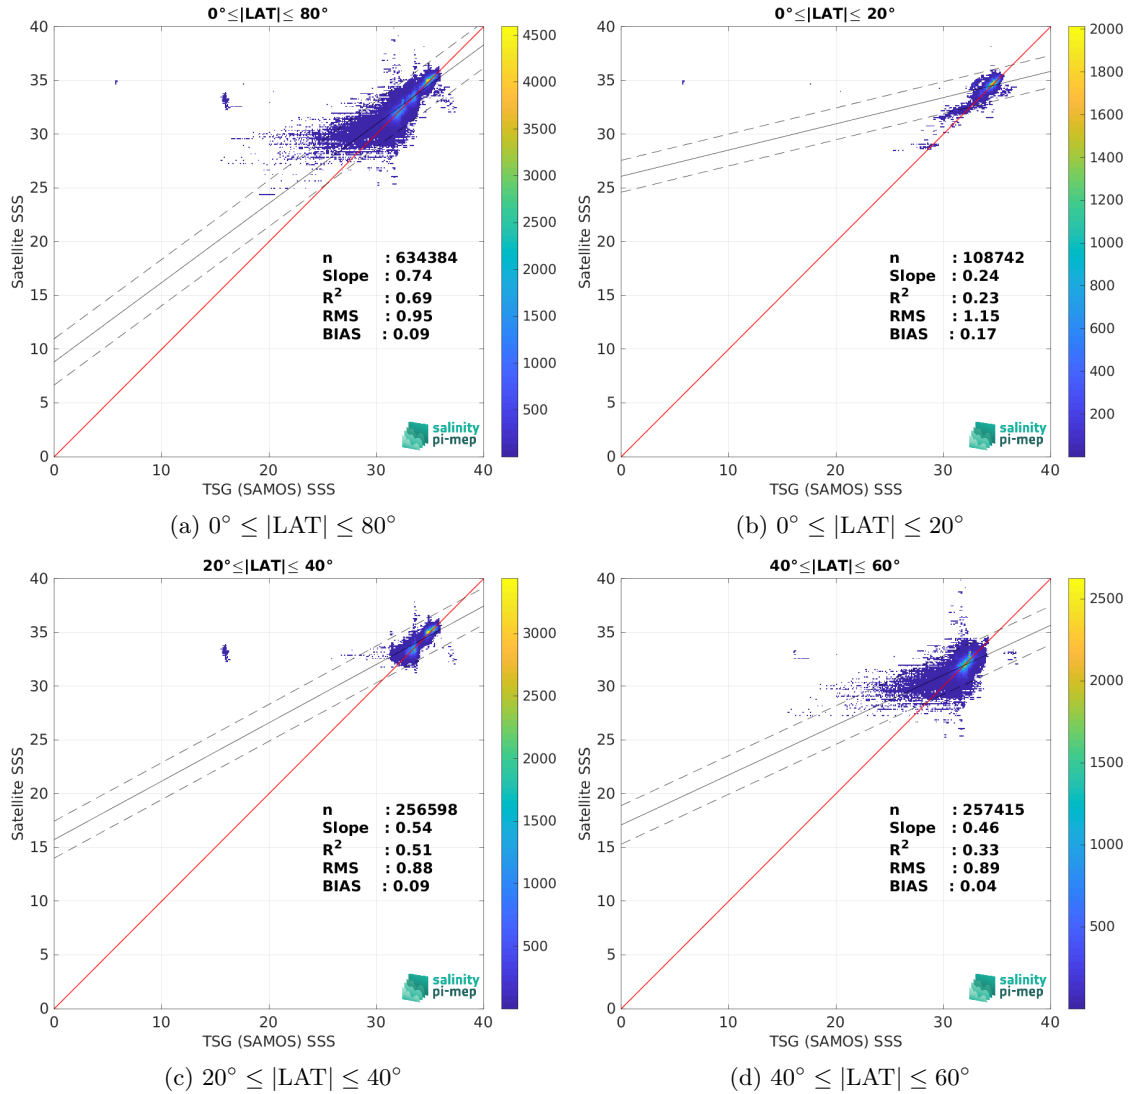 0°≤|LAT|≤ 80°
Satellite SSS
40
35
30
25
20
15
10
5
0
n : 634384
Slope : 0.74
R² : 0.69
RMS : 0.95
BIAS : 0.09
salinity
pi-mep
0 10 20 30 40
TSG (SAMOS) SSS
4500
4000
3500
3000
2500
2000
1500
1000
500
(a) 0° ≤ |LAT| ≤ 80°
0°≤|LAT|≤ 20°
Satellite SSS
40
35
30
25
20
15
10
5
0
n : 108742
Slope : 0.24
R² : 0.23
RMS : 1.15
BIAS : 0.17
salinity
pi-mep
0 10 20 30 40
TSG (SAMOS) SSS
2000
1800
1600
1400
1200
1000
800
600
400
200
(b) 0° ≤ |LAT| ≤ 20°
20°≤|LAT|≤ 40°
Satellite SSS
40
35
30
25
20
15
10
5
0
n : 256598
Slope : 0.54
R² : 0.51
RMS : 0.88
BIAS : 0.09
salinity
pi-mep
0 10 20 30 40
TSG (SAMOS) SSS
3000
2500
2000
1500
1000
500
(c) 20° ≤ |LAT| ≤ 40°
40°≤|LAT|≤ 60°
Satellite SSS
40
35
30
25
20
15
10
5
0
n : 257415
Slope : 0.46
R² : 0.33
RMS : 0.89
BIAS : 0.04
salinity
pi-mep
0 10 20 30 40
TSG (SAMOS) SSS
2500
2000
1500
1000
500
(d) 40° ≤ |LAT| ≤ 60°